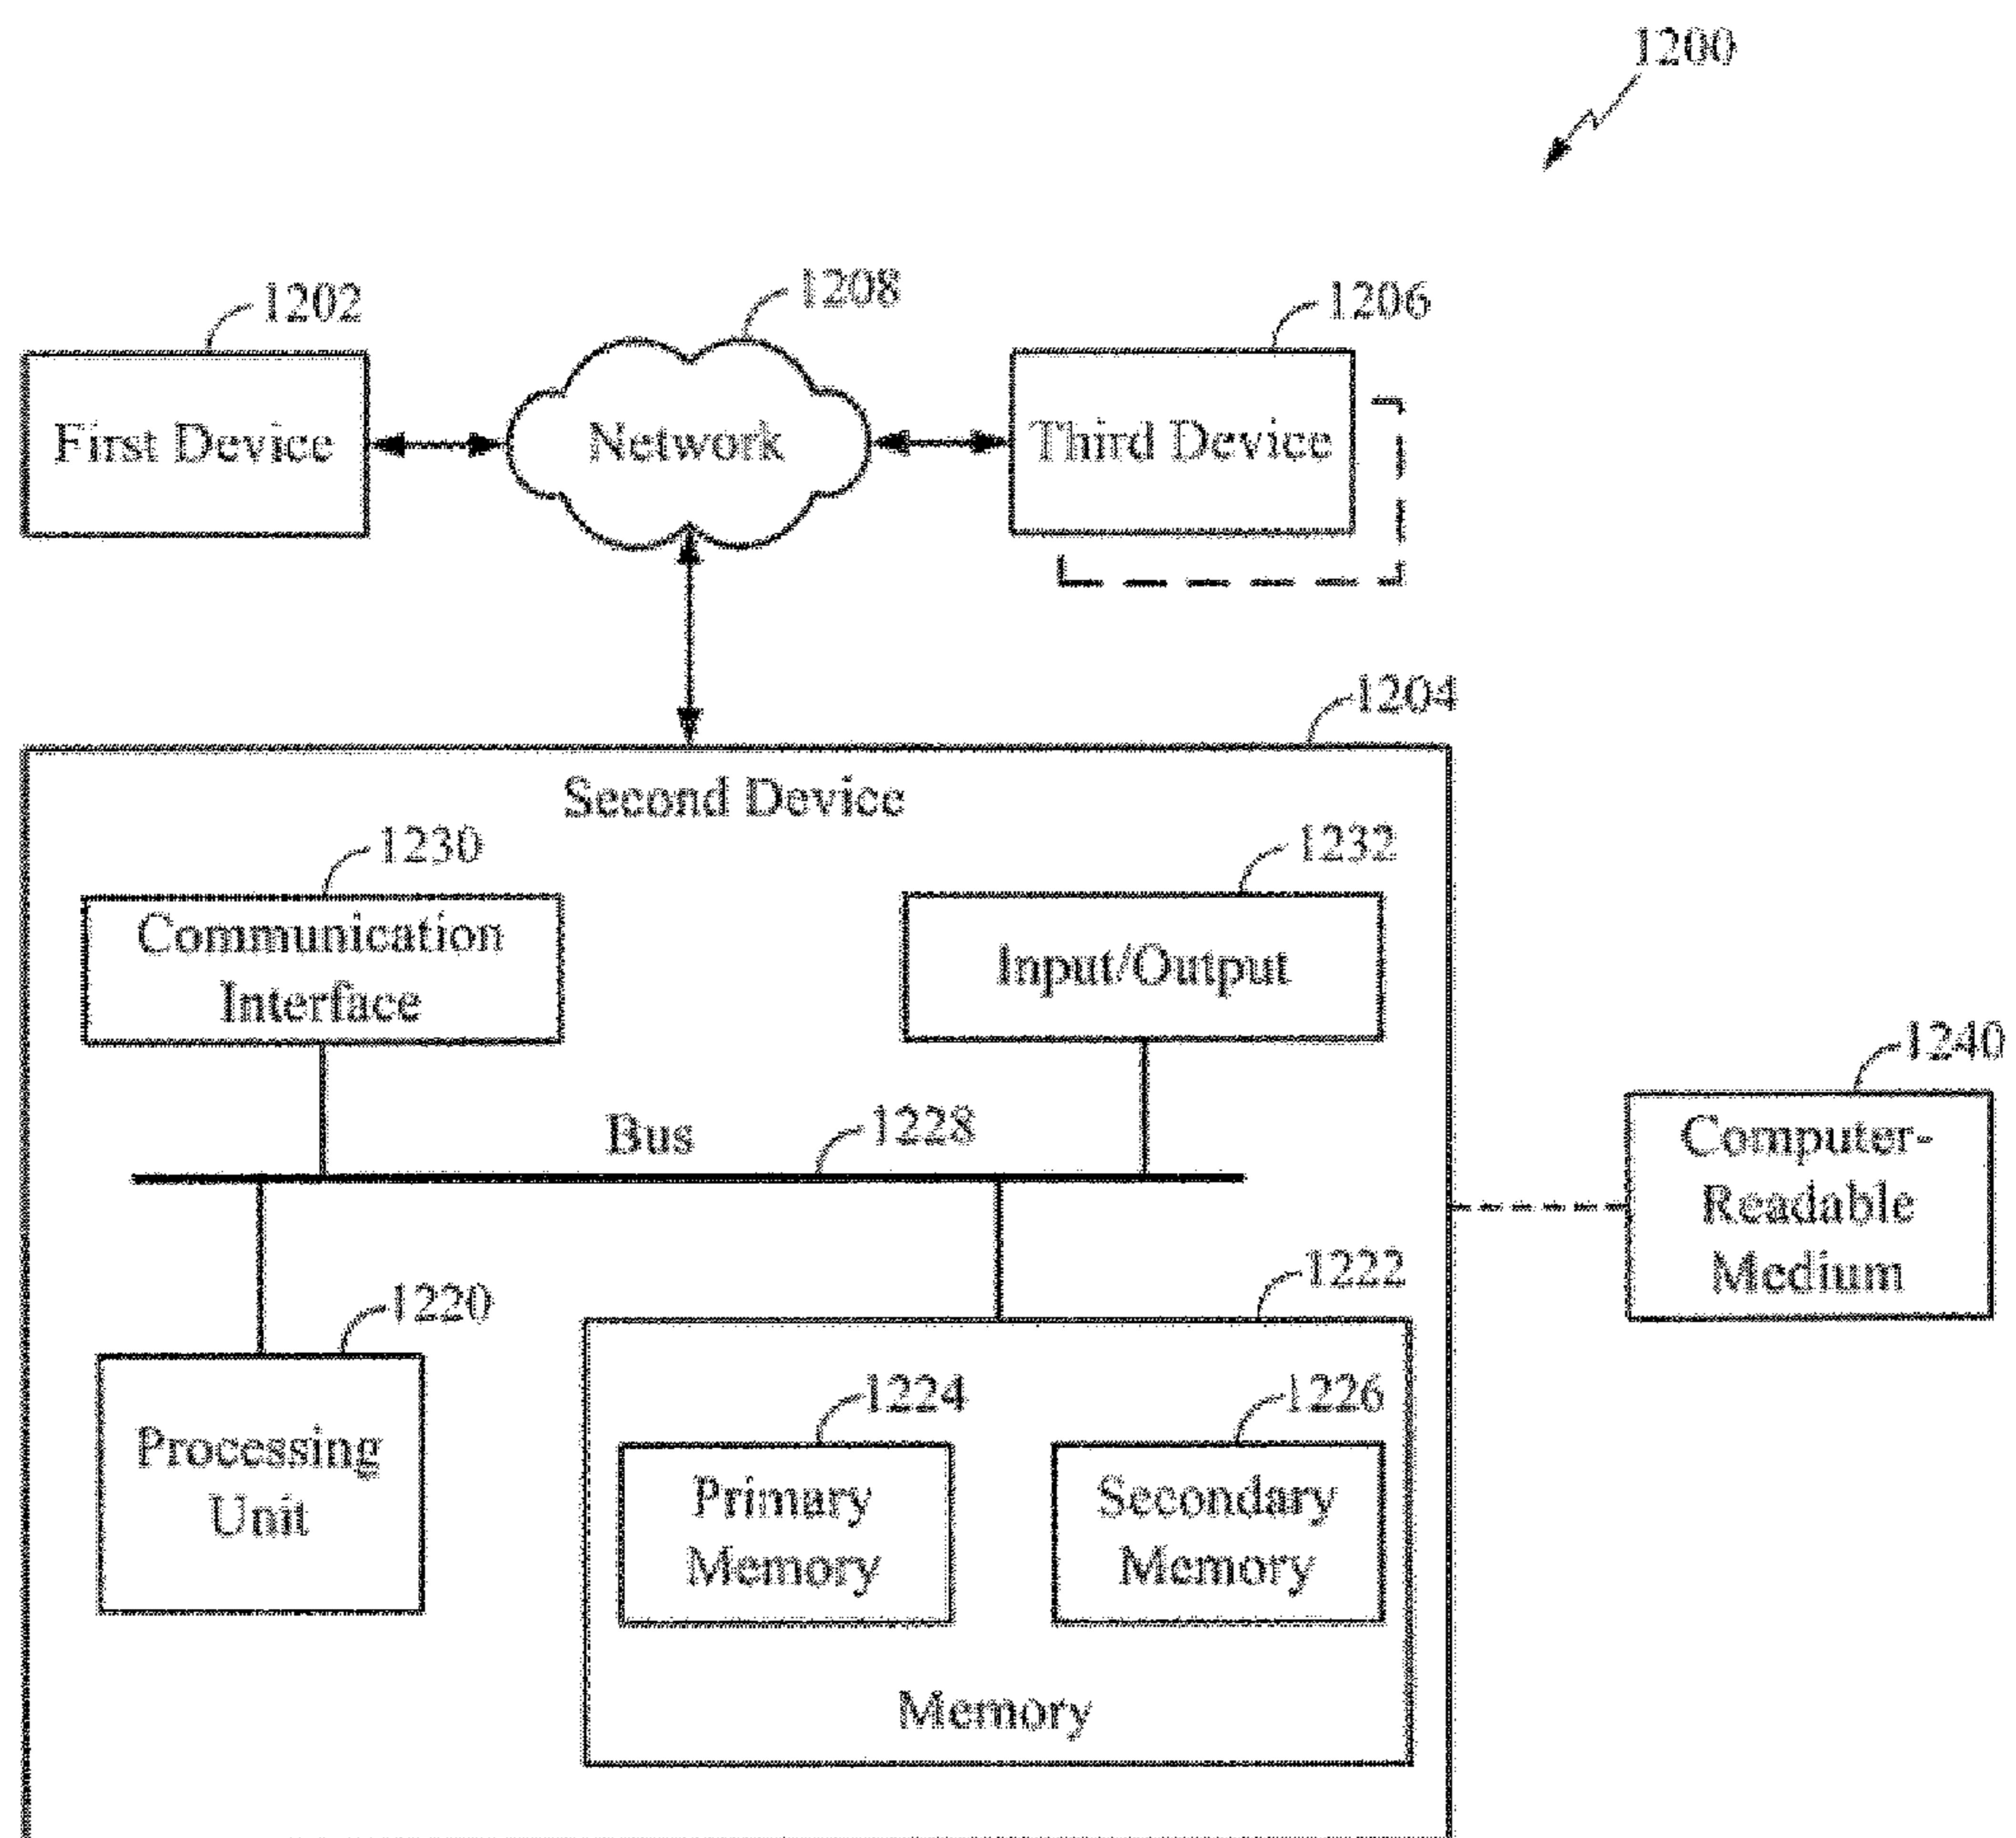 1200
1202
1208
1206
First Device
Network
Third Device
1204
Second Device
1230
1232
Communication
Interface
Input/Output
1240
Computer-
Readable
Medium
Bus
1228
1220
1222
Processing
Unit
1224
1226
Primary
Memory
Secondary
Memory
Memory